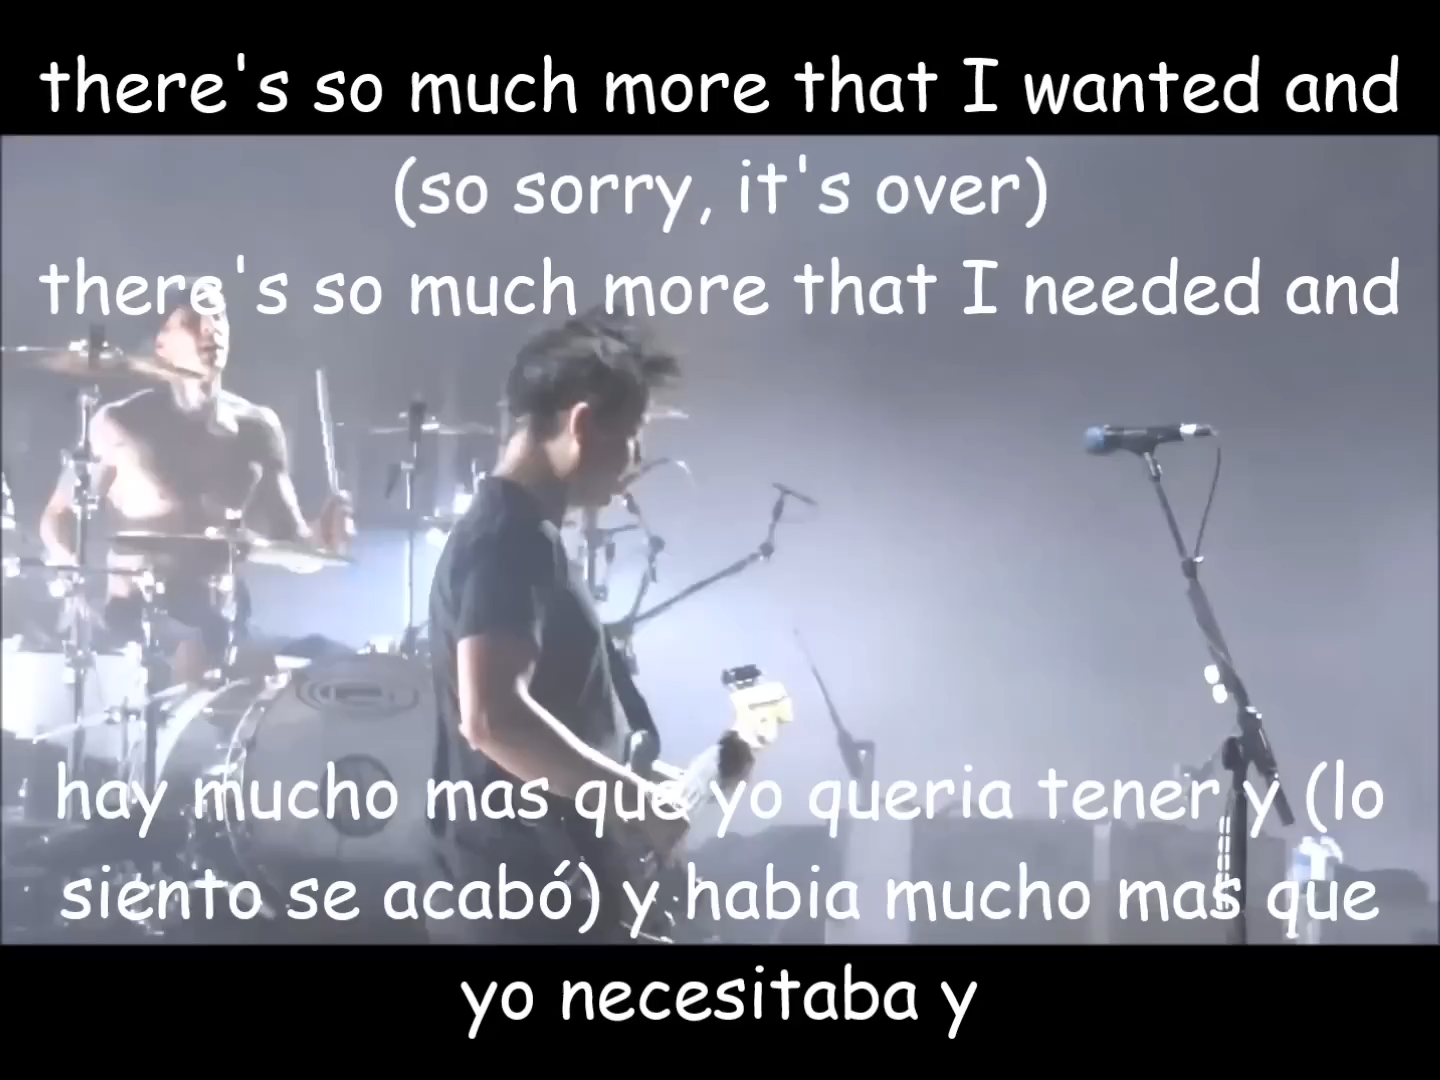 there's so much more that I wanted and
(so sorry, it's over)
there's so much more that I needed and
hay mucho mas que yo queria tener y (lo
siento se acabó) y habia mucho mas que
yo necesitaba y